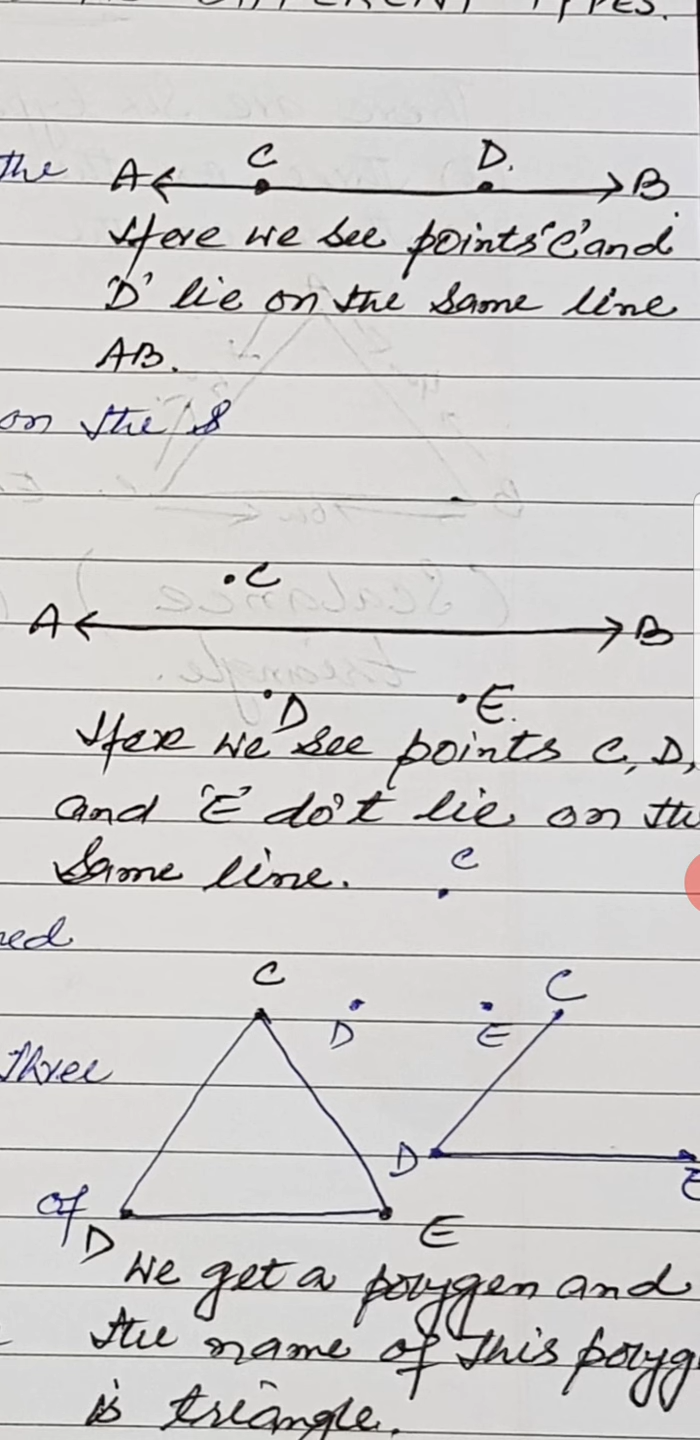 DIFFERENT TYPES.
C D.
the A B
Here we see points 'C' and
'D' lie on the same line
AB.
on the S
C
A B
D E.
Here we see points C, D,
and 'E' do't lie on the
same line. C
C C
D E
Three
D E
of
D E
We get a polygen and
the name of this polyg
is triangle.